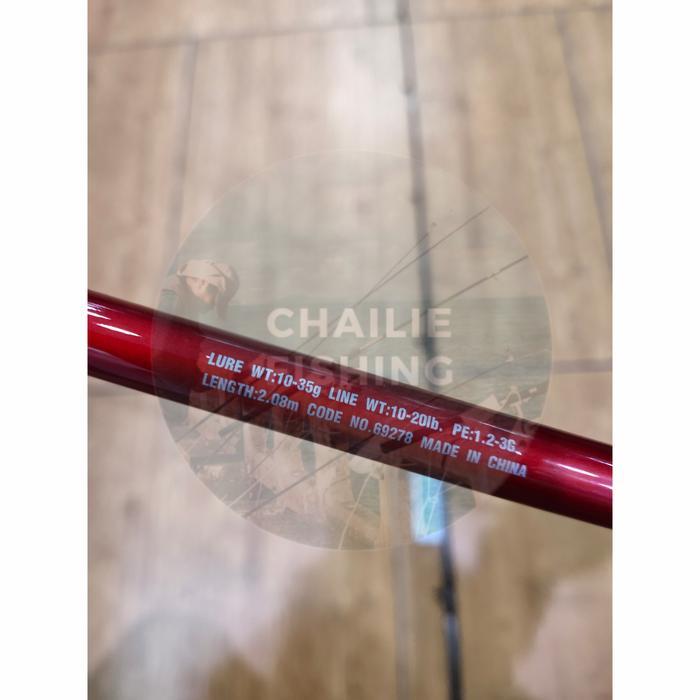 CHAILIE
FISHING
-LURE WT:10-35g LINE WT:10-20lb. PE:1.2-3G.
LENGTH:2.08m CODE NO.69278 MADE IN CHINA